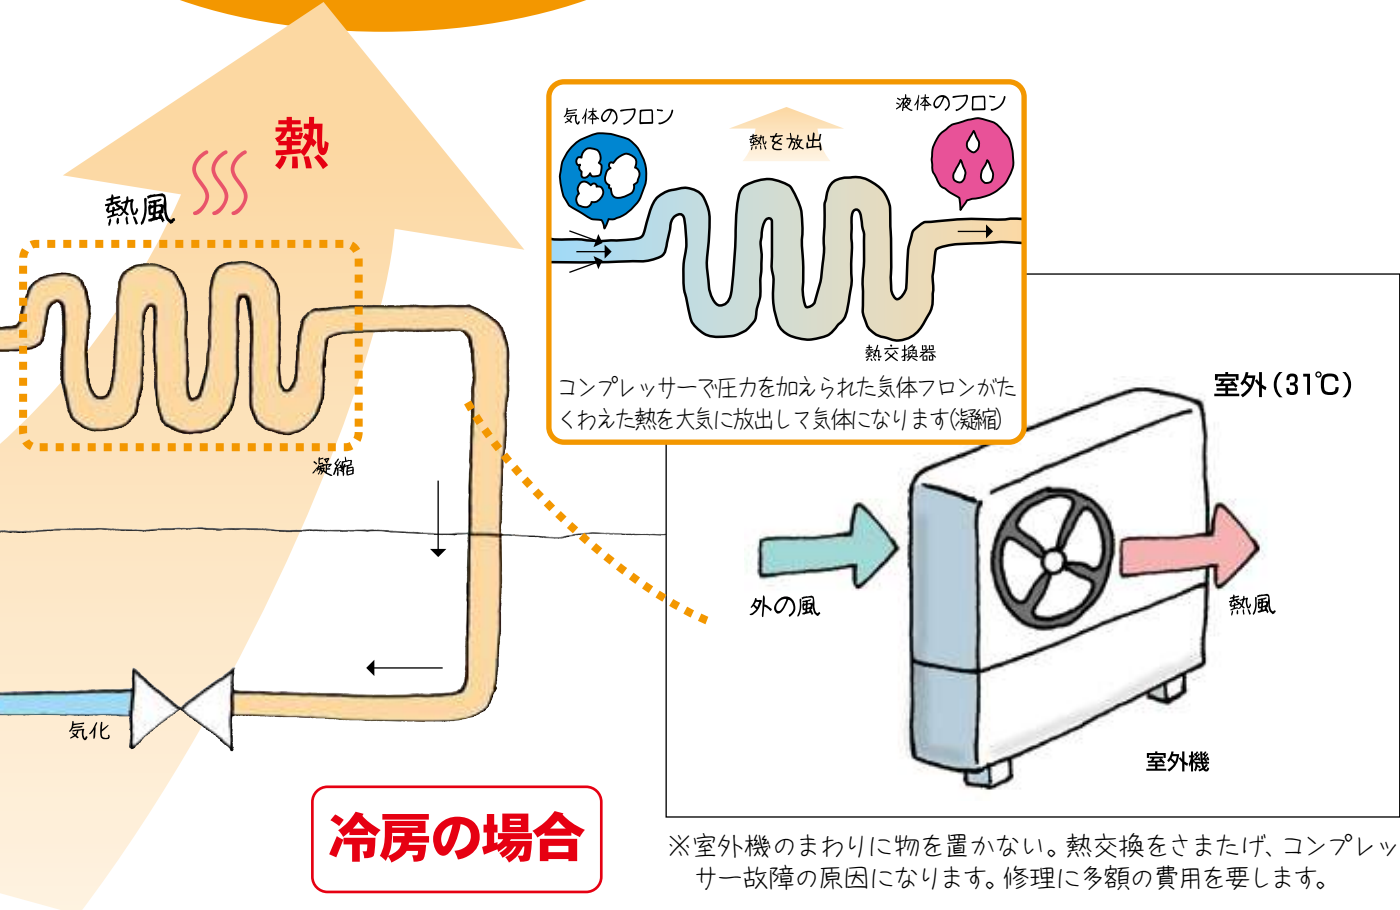 熱
熱風
凝縮
気化
冷房の場合
気体のフロン
熱を放出
液体のフロン
熱交換器
コンプレッサーで圧力を加えられた気体フロンがた
くわえた熱を大気に放出して気体になります(凝縮)
室外(31℃)
外の風
熱風
室外機
※室外機のまわりに物を置かない。熱交換をさまたげ、コンプレッ
サー故障の原因になります。修理に多額の費用を要します。